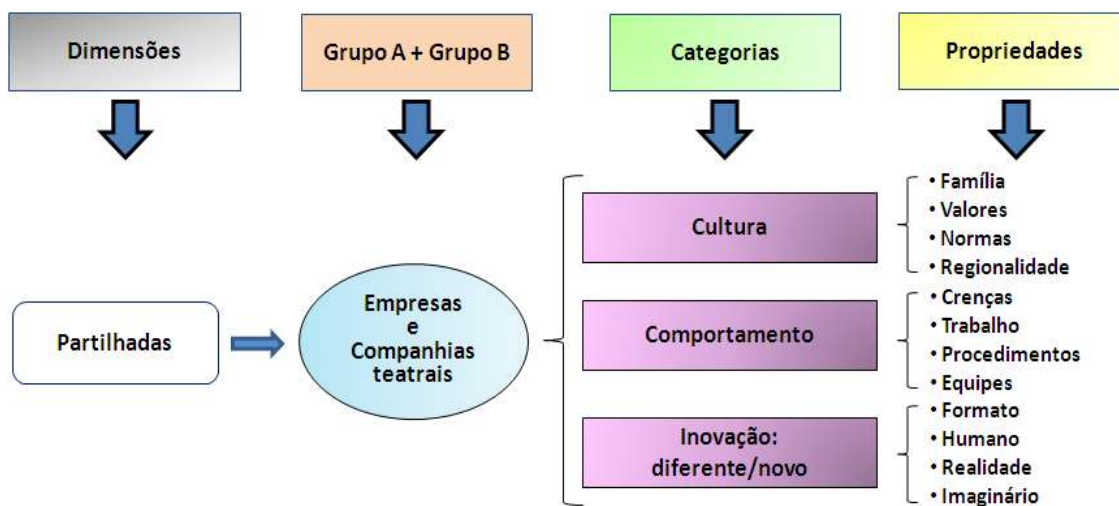 Dimensões
Grupo A + Grupo B
Categorias
Propriedades
Partilhadas
Empresas
e
Companhias
teatrais
Cultura
• Família
• Valores
• Normas
• Regionalidade
Comportamento
• Crenças
• Trabalho
• Procedimentos
• Equipes
Inovação:
diferente/novo
• Formato
• Humano
• Realidade
• Imaginário